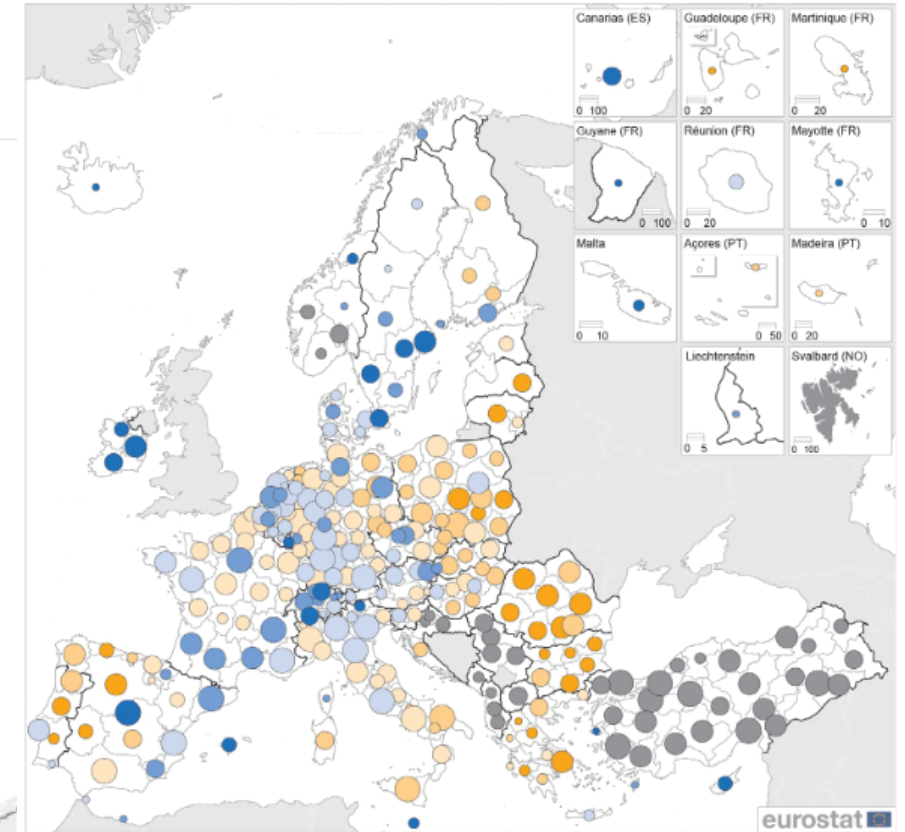 Canarias (ES)
0 100
Guadeloupe (FR)
0 20
Martinique (FR)
0 20
Guyane (FR)
0 100
Réunion (FR)
0 20
Mayotte (FR)
0 10
Malta
0 10
Açores (PT)
0 50
Madeira (PT)
0 20
Liechtenstein
0 5
Svalbard (NO)
0 100
eurostat